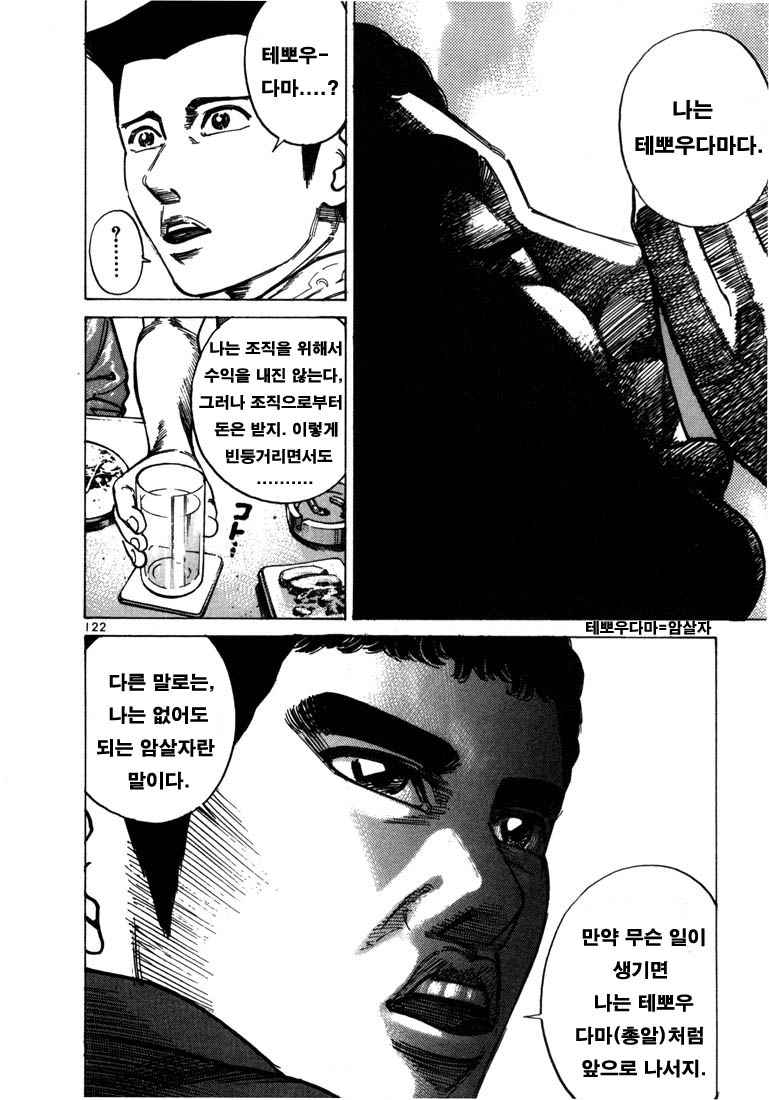 나는
테뽀우다마다.
테뽀우-
다마....?
?
......
나는 조직을 위해서
수익을 내진 않는다,
그러나 조직으로부터
돈은 받지. 이렇게
빈둥거리면서도
..........
コト...
122
테뽀우다마=암살자
다른 말로는,
나는 없어도
되는 암살자란
말이다.
만약 무슨 일이
생기면
나는 테뽀우
다마(총알)처럼
앞으로 나서지.